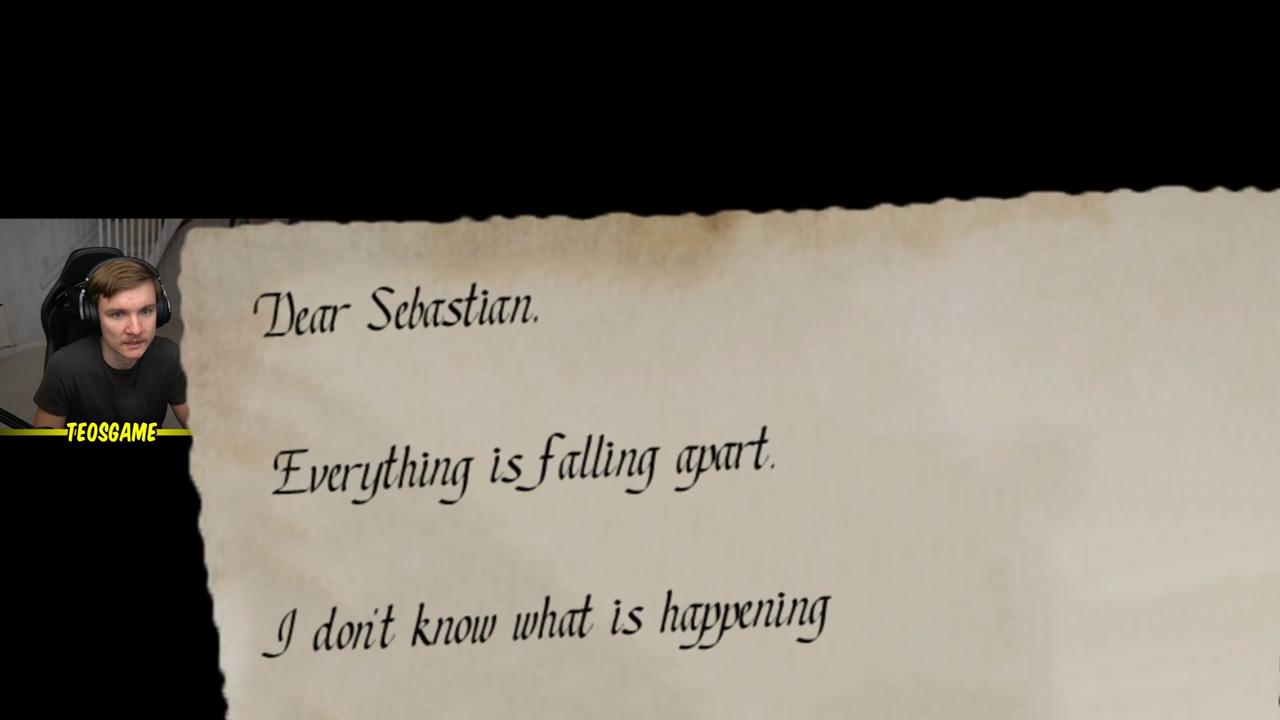 Dear Sebastian.
Everything is falling apart.
I don't know what is happening
TEOSGAME